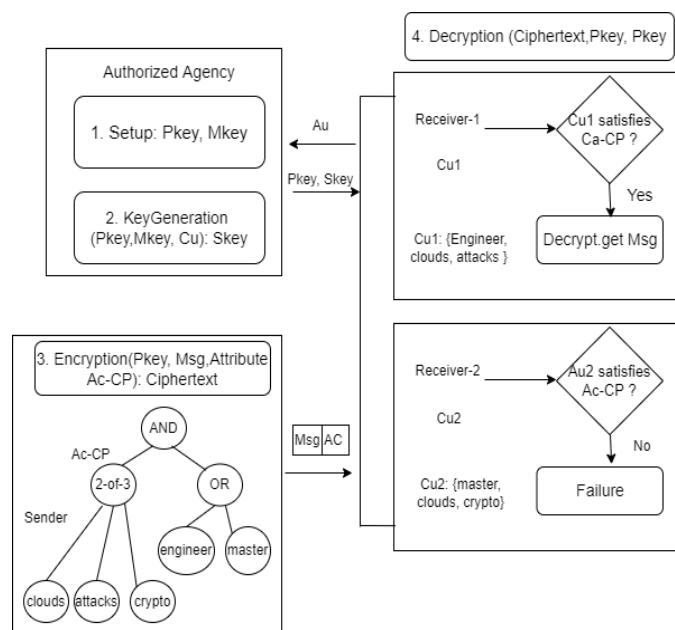 Authorized Agency
1. Setup: Pkey, Mkey
2. KeyGeneration
(Pkey,Mkey, Cu): Skey
Au
Pkey, Skey
4. Decryption (Ciphertext,Pkey, Pkey
Receiver-1
Cu1
Cu1 satisfies
Ca-CP ?
Yes
Cu1: {Engineer,
clouds, attacks }
Decrypt.get Msg
3. Encryption(Pkey, Msg,Attribute
Ac-CP): Ciphertext
AND
Ac-CP
2-of-3
OR
Sender
engineer
master
clouds
attacks
crypto
Msg
AC
Receiver-2
Cu2
Au2 satisfies
Ac-CP ?
No
Cu2: {master,
clouds, crypto}
Failure